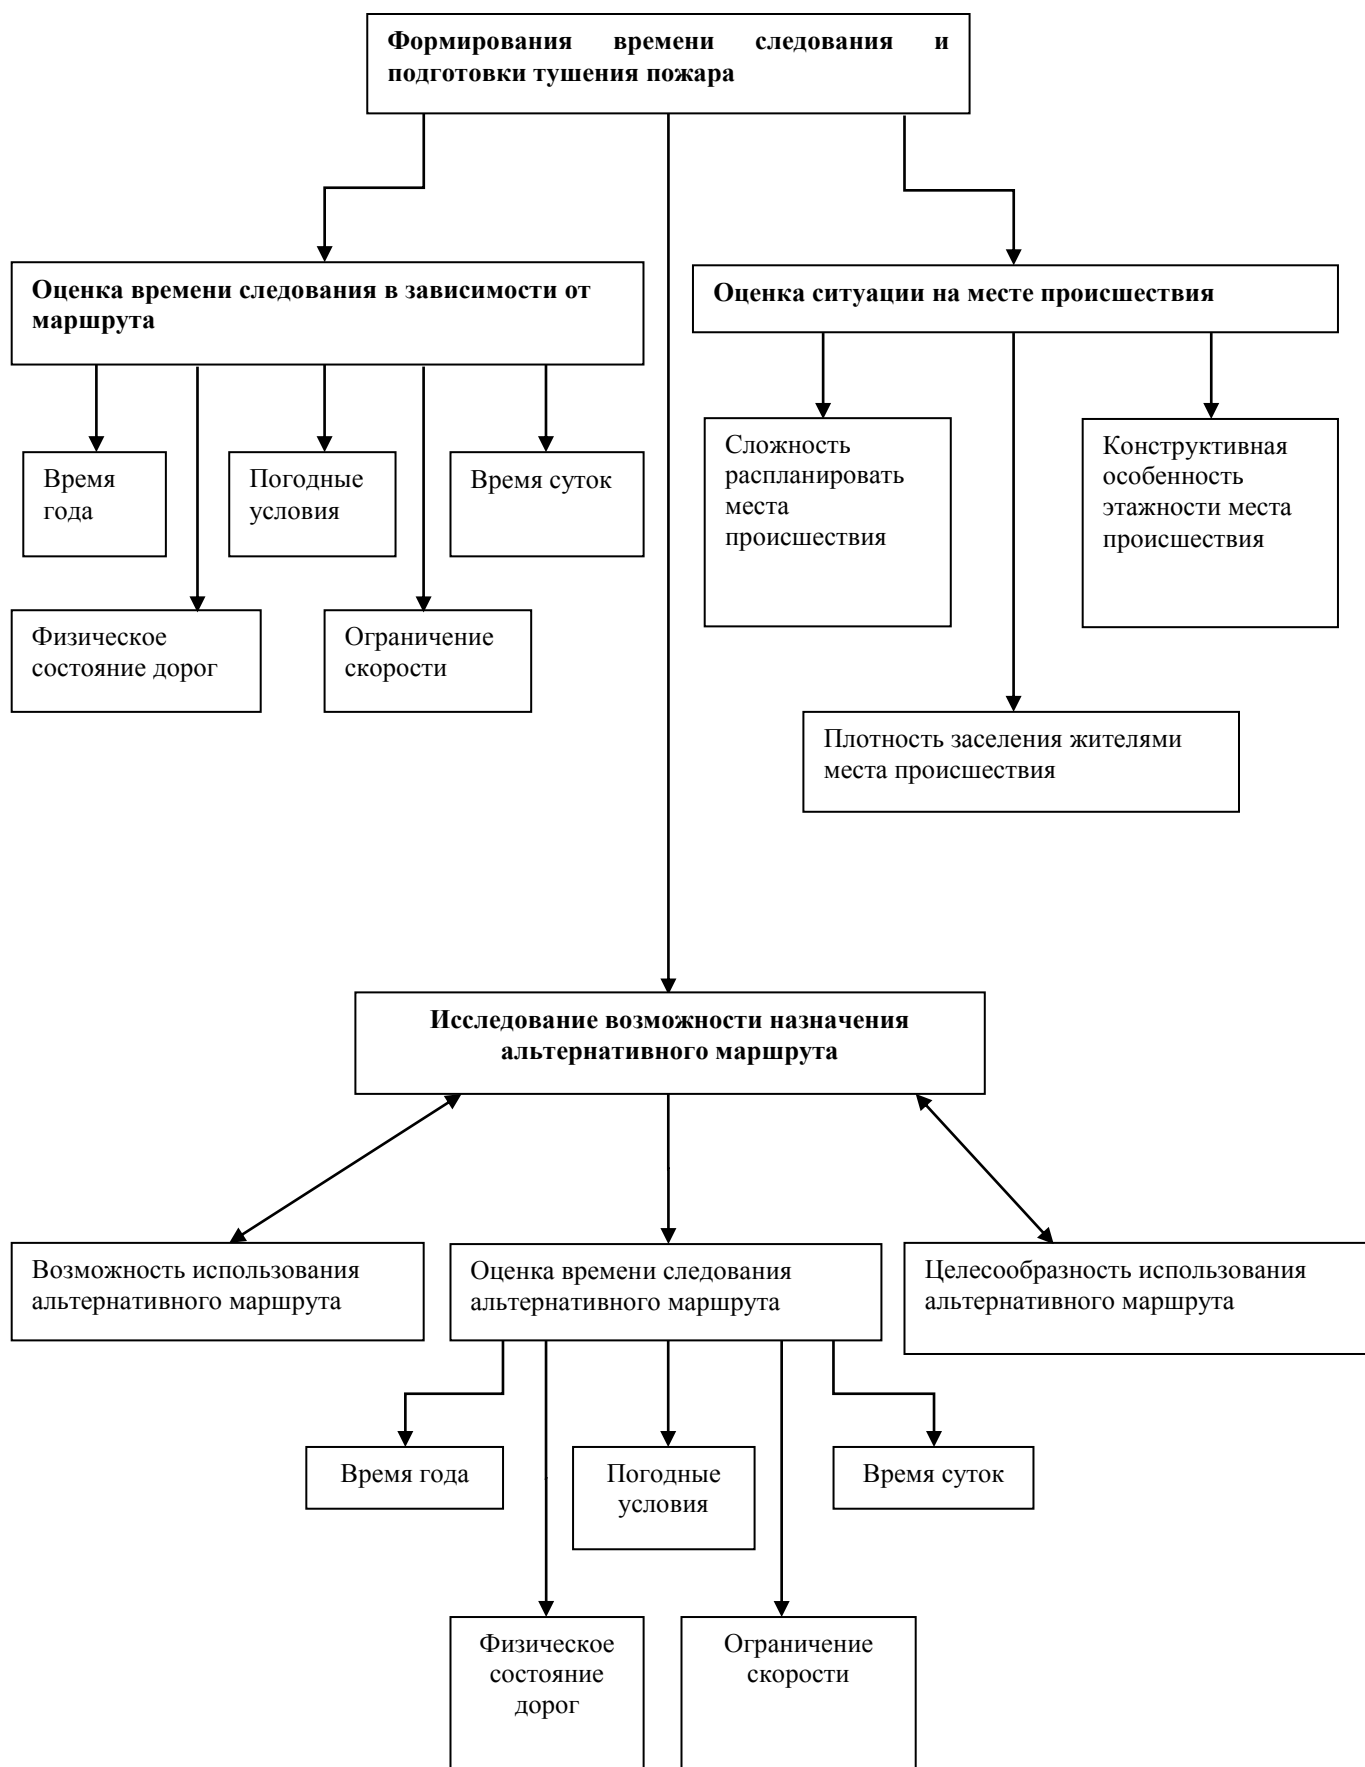 Формирования времени следования и
подготовки тушения пожара
Оценка времени следования в зависимости от
маршрута
Оценка ситуации на месте происшествия
Время
года
Погодные
условия
Время суток
Сложность
распланировать
места
происшествия
Конструктивная
особенность
этажности места
происшествия
Физическое
состояние дорог
Ограничение
скорости
Плотность заселения жителями
места происшествия
Исследование возможности назначения
альтернативного маршрута
Возможность использования
альтернативного маршрута
Оценка времени следования
альтернативного маршрута
Целесообразность использования
альтернативного маршрута
Время года
Погодные
условия
Время суток
Физическое
состояние
дорог
Ограничение
скорости